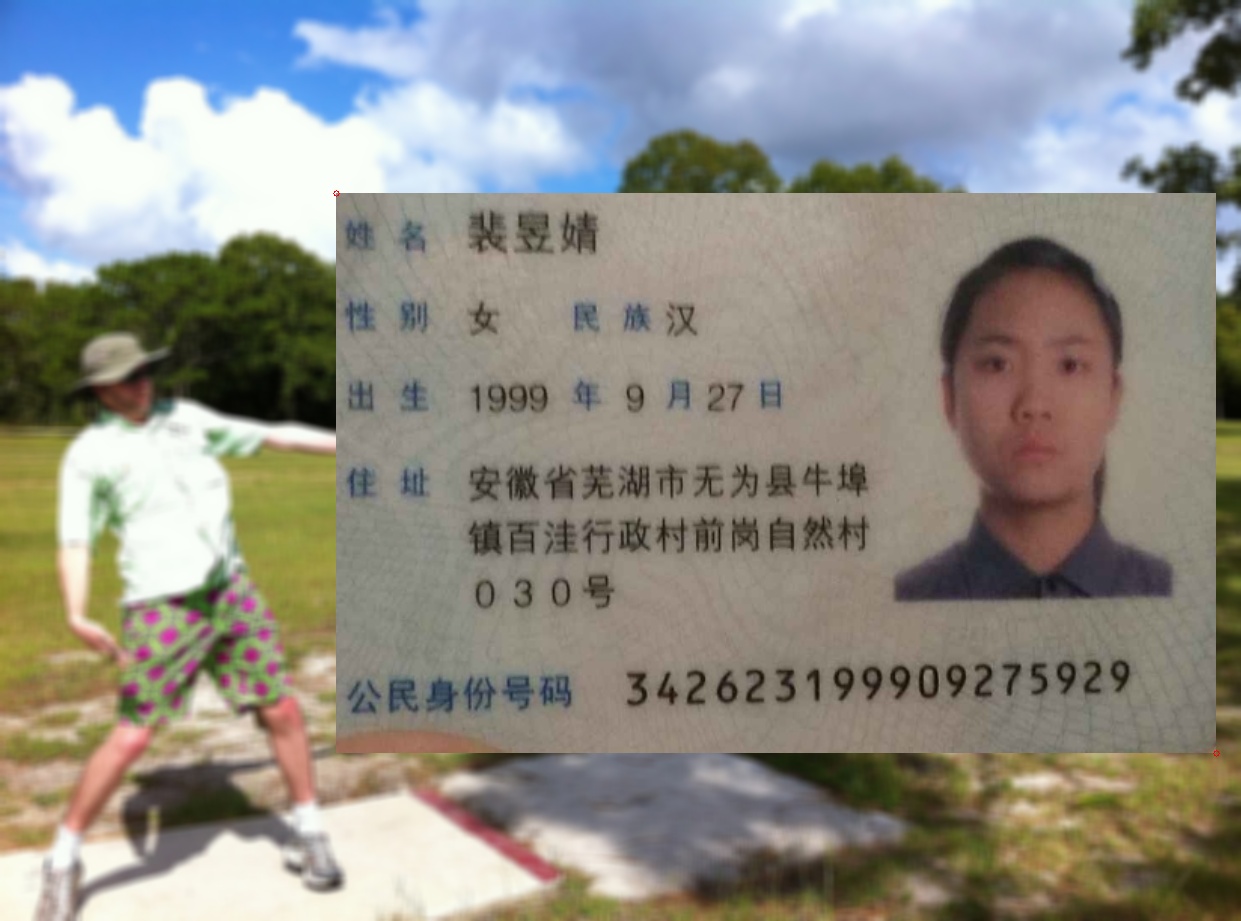 姓名 裴昱婧
性别 女 民族 汉
出生 1999 年 9 月 27 日
住址 安徽省芜湖市无为县牛埠
镇百洼行政村前岗自然村
030号
公民身份号码 342623199909275929